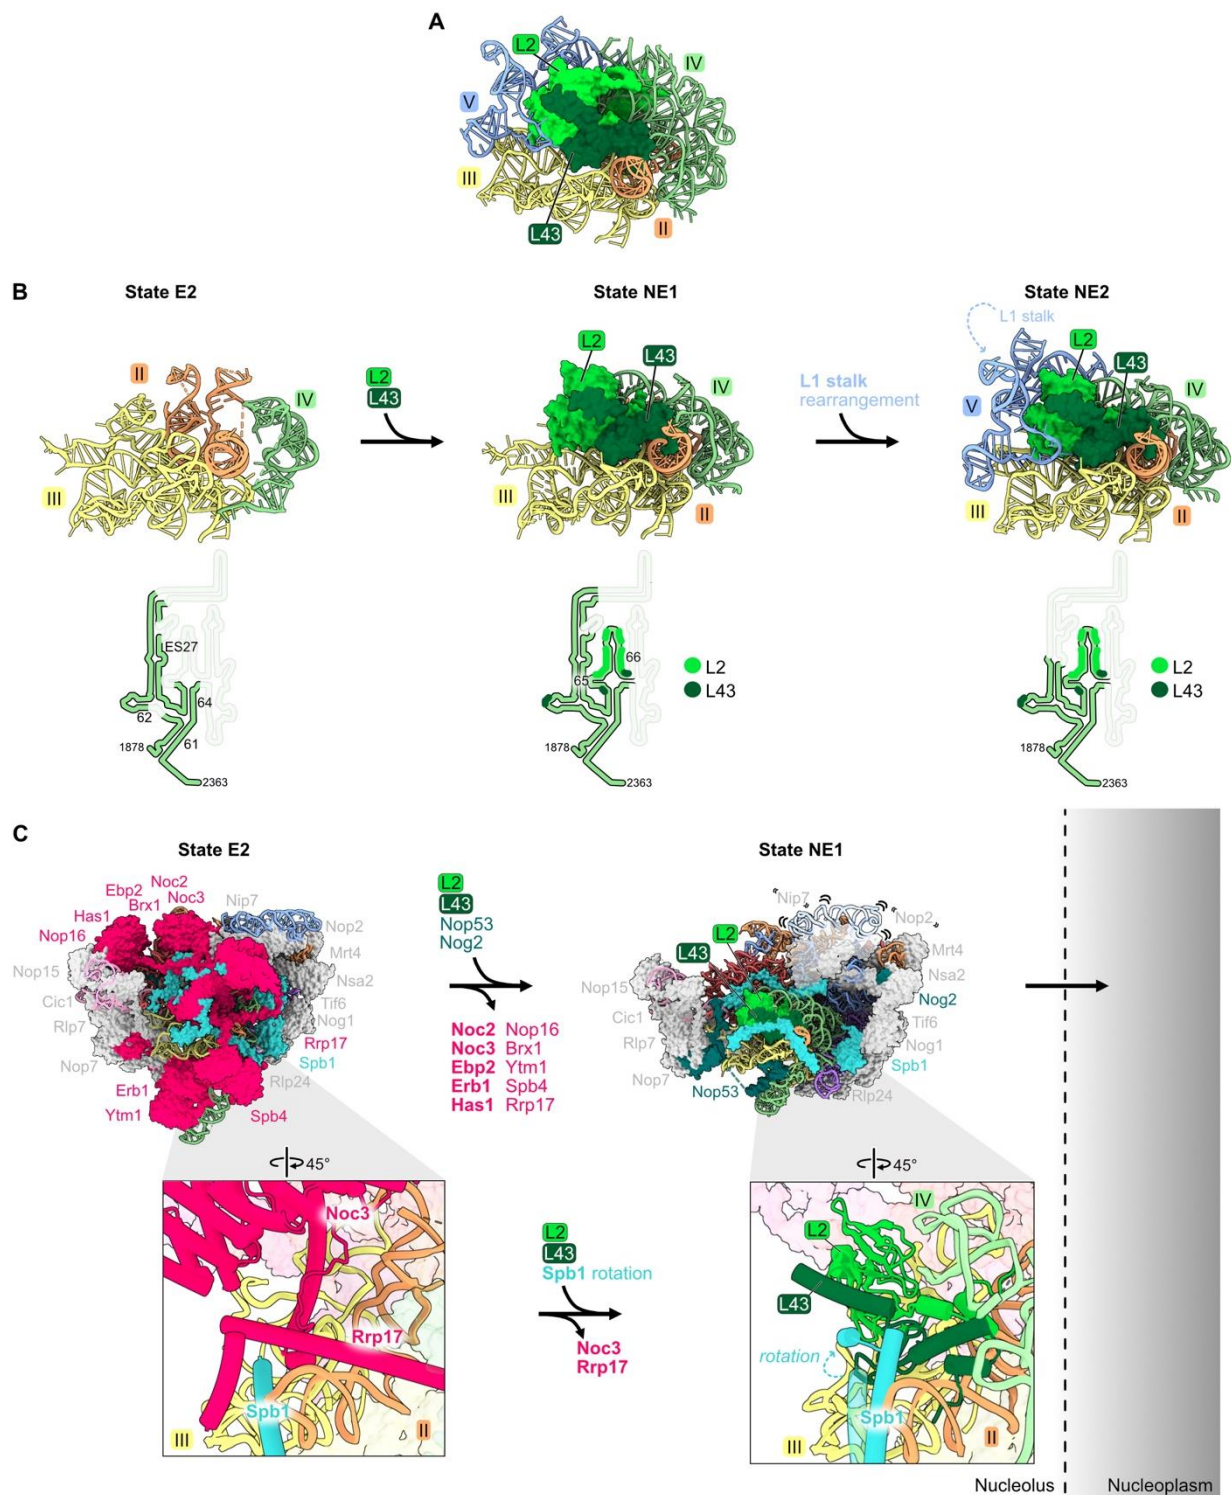 A
L2
IV
V
III
L43
II
B
State E2
State NE1
State NE2
II
IV
III
L2
L43
L2
L43
IV
III
II
L1 stalk
rearrangement
L1 stalk
L2
L43
IV
V
III
II
ES27
62
64
1878
61
2363
66
65
1878
2363
L2
L43
1878
2363
L2
L43
C
State E2
State NE1
Noc2
Ebp2
Noc3
Brx1
Has1
Nop16
Nip7
Nop2
Nop15
Mrt4
Cic1
Nsa2
Rlp7
Tif6
Nog1
Nop7
Rrp17
Spb1
Erb1
Rlp24
Ytm1
Spb4
L2
L43
Nop53
Nog2
Noc2 Nop16
Noc3 Brx1
Ebp2 Ytm1
Erb1 Spb4
Has1 Rrp17
Nip7
Nop2
L2
L43
Mrt4
Nop15
Nsa2
Cic1
Nog2
Rlp7
Tif6
Nog1
Nop7
Spb1
Nop53
Rlp24
45°
45°
Noc3
Rrp17
Spb1
III
II
L2
L43
Spb1 rotation
Noc3
Rrp17
IV
L2
L43
rotation
Spb1
III
II
Nucleolus
Nucleoplasm